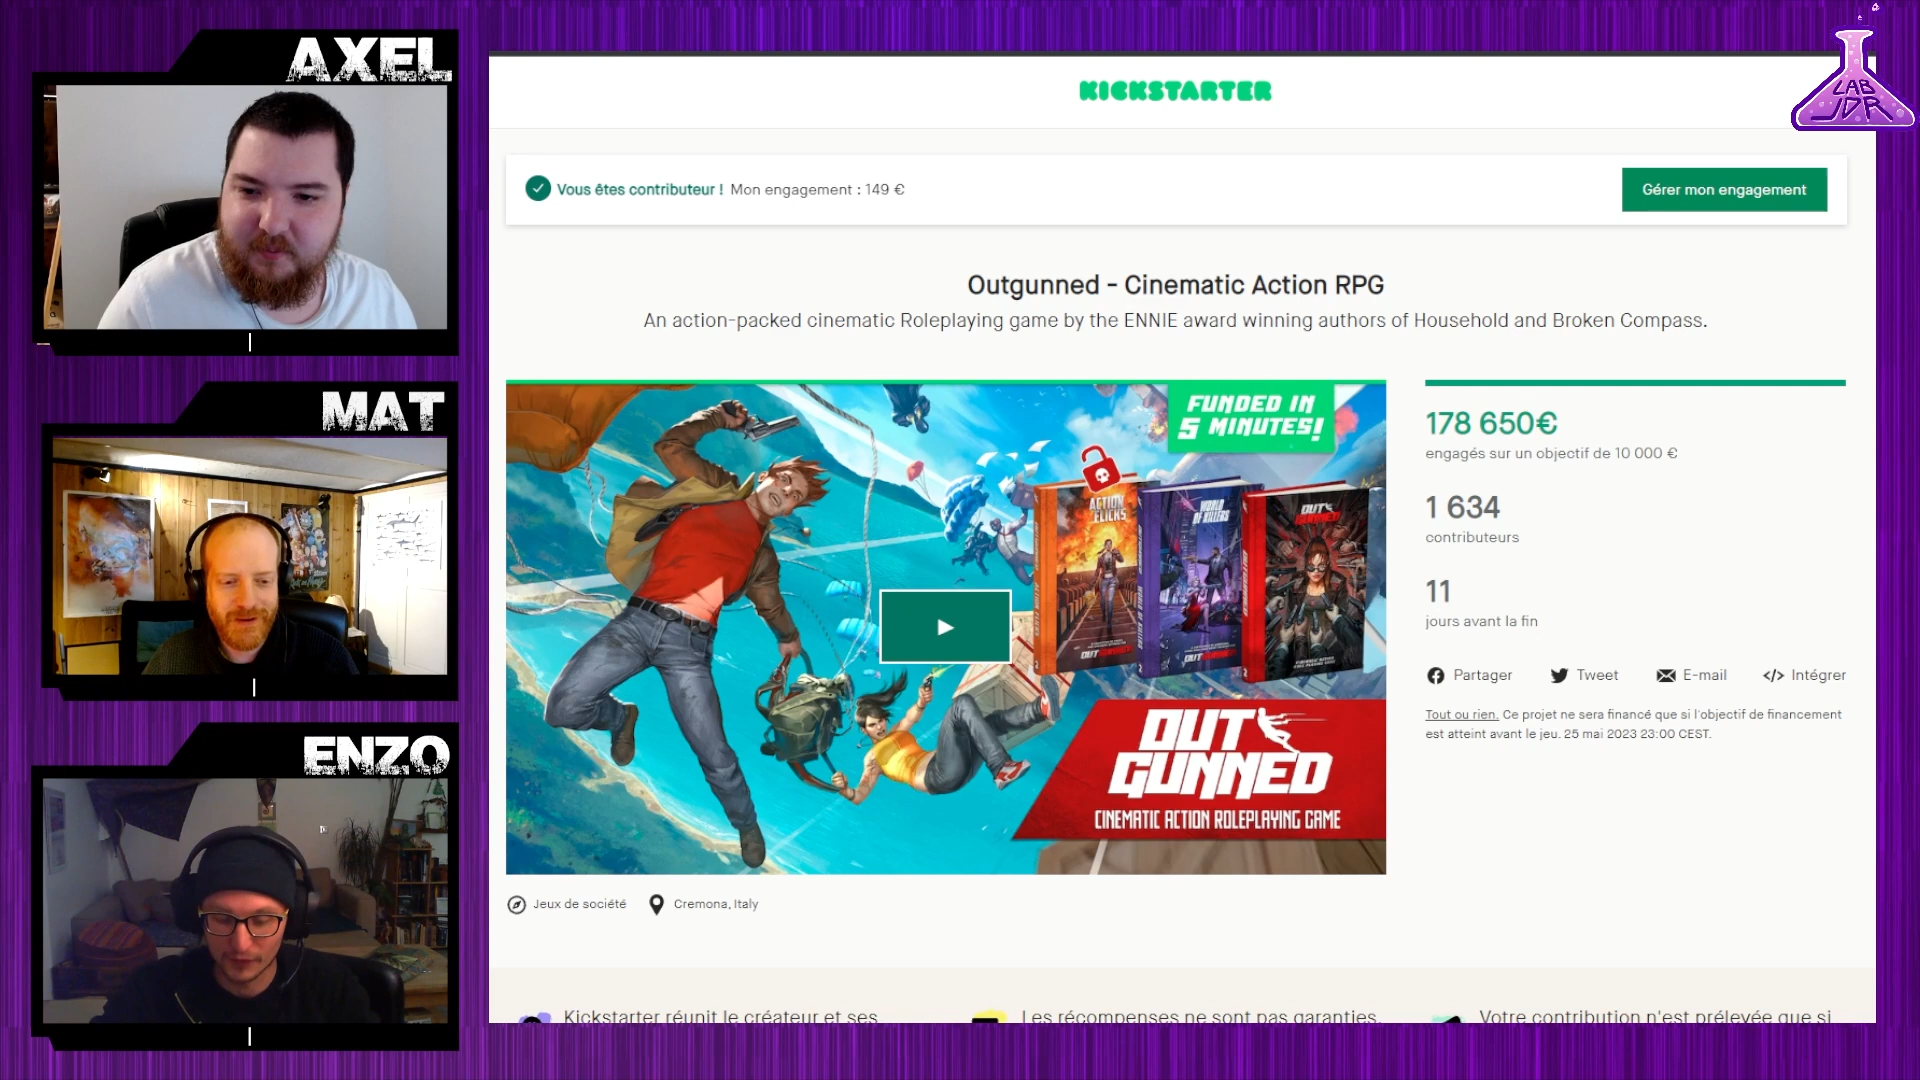 AXEL
MAT
ENZO
LAB
JDR
KICKSTARTER
Vous êtes contributeur ! Mon engagement : 149 €
Gérer mon engagement
Outgunned - Cinematic Action RPG
An action-packed cinematic Roleplaying game by the ENNIE award winning authors of Household and Broken Compass.
FUNDED IN
5 MINUTES!
ACTION
FLICKS
WORLD
OF KILLERS
OUT
GUNNED
OUTGUNNED
OUTGUNNED
OUT
GUNNED
CINEMATIC ACTION ROLEPLAYING GAME
178 650€
engagés sur un objectif de 10 000 €
1 634
contributeurs
11
jours avant la fin
Partager
Tweet
E-mail
Intégrer
Tout ou rien. Ce projet ne sera financé que si l'objectif de financement
est atteint avant le jeu. 25 mai 2023 23:00 CEST.
Jeux de société
Cremona, Italy
Kickstarter réunit le créateur et ses
Les récompenses ne sont pas garanties,
Votre contribution n'est prélevée que si